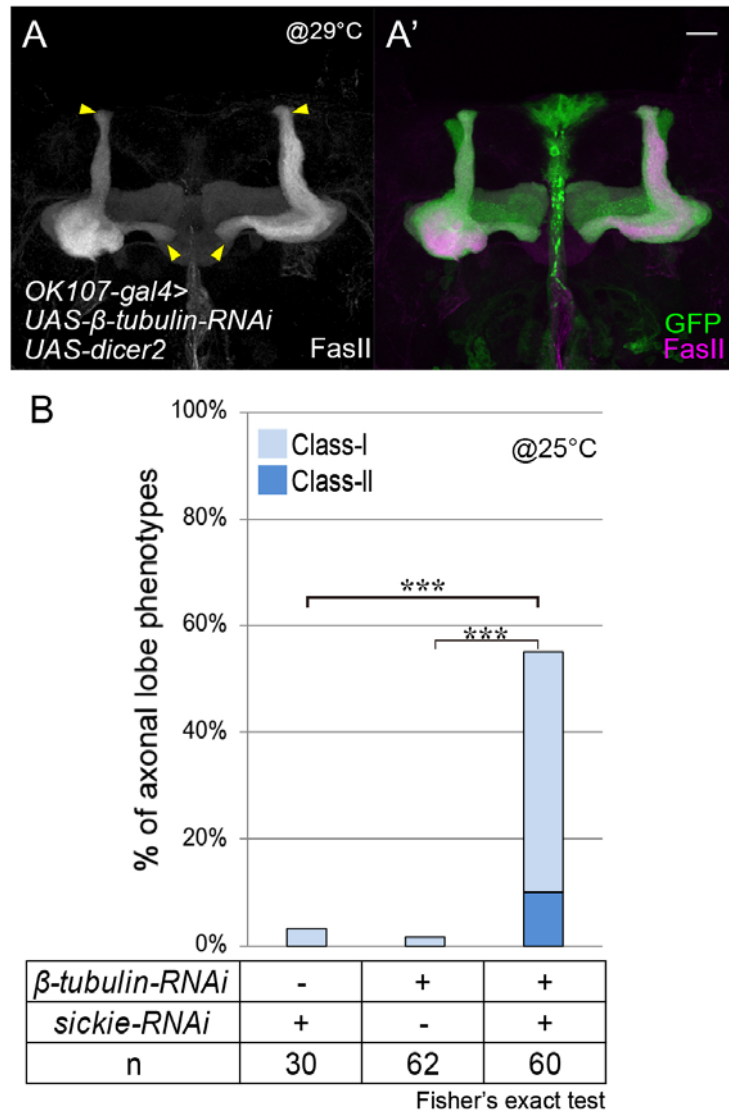 A
@29°C
A'
OK107-gal4>
UAS-β-tubulin-RNAi
UAS-dicer2
FasII
GFP
FasII
B
100%
80%
60%
40%
20%
0%
% of axonal lobe phenotypes
Class-I
Class-II
@25°C
***
***
β-tubulin-RNAi - + +
sickie-RNAi + - +
n 30 62 60
Fisher's exact test